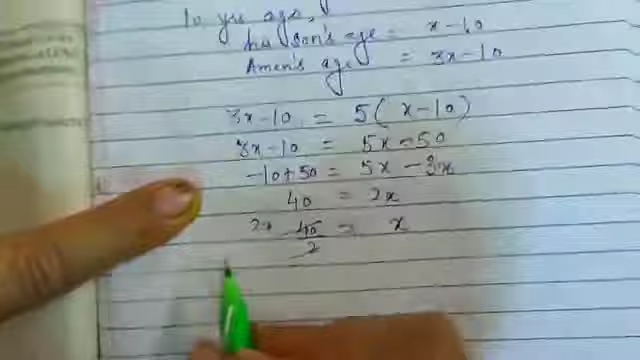 10 yrs ago,
his son's age = x-10
Aman's age = 3x-10
3x-10 = 5(x-10)
3x-10 = 5x-50
-10+50 = 5x-3x
40 = 2x
20 40/2 = x